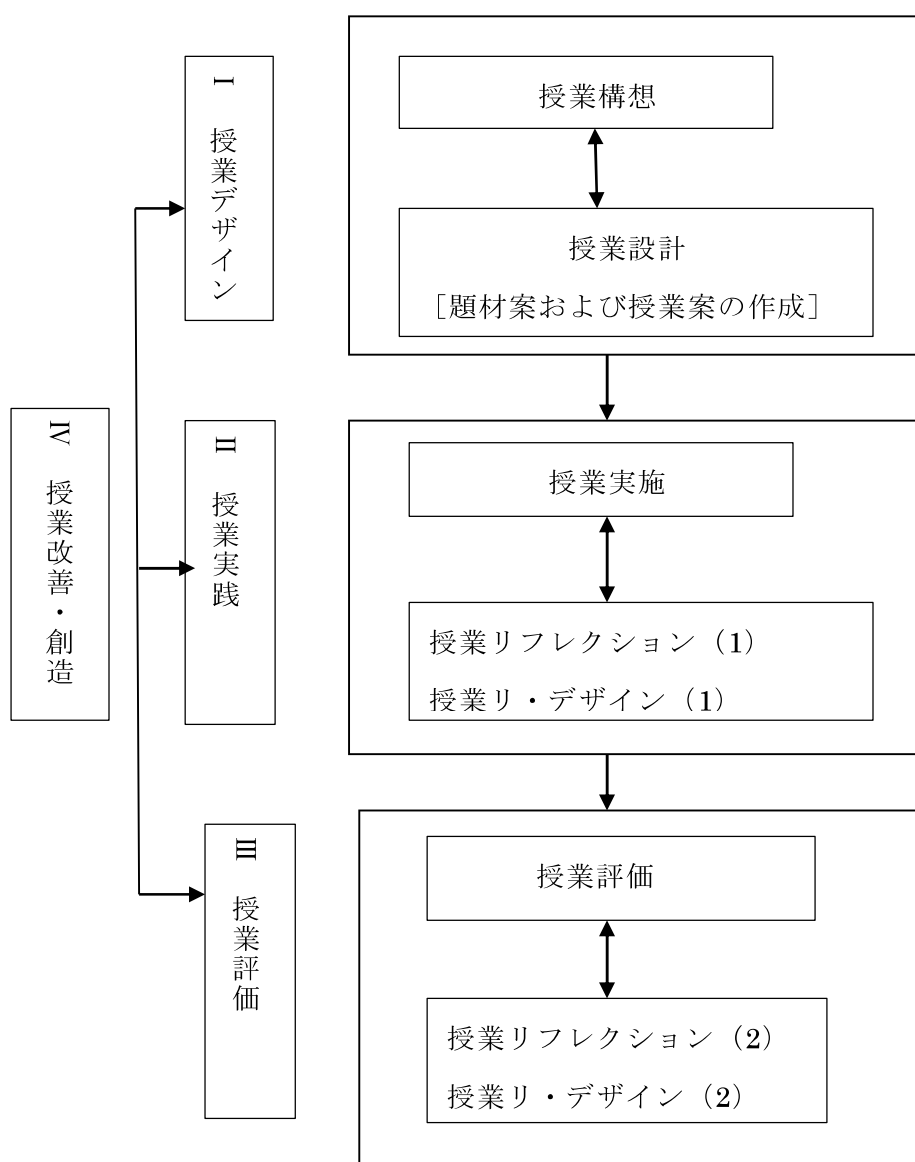 Ⅰ 授業デザイン
授業構想
授業設計
[題材案および授業案の作成]
Ⅳ 授業改善・創造
Ⅱ 授業実践
授業実施
授業リフレクション（1）
授業リ・デザイン（1）
Ⅲ 授業評価
授業評価
授業リフレクション（2）
授業リ・デザイン（2）